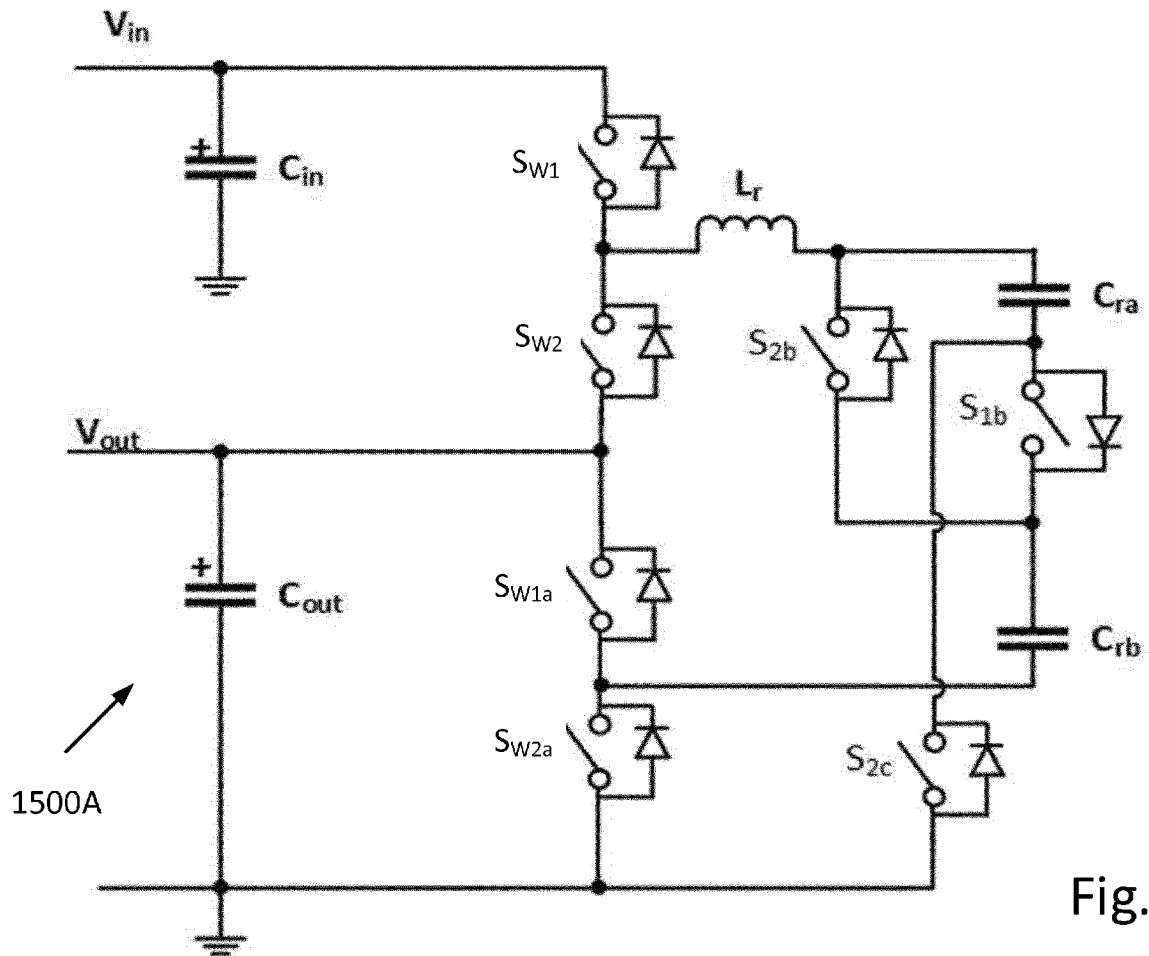 Vin
+
Cin
SW1
Lr
Cra
SW2
S2b
S1b
Vout
+
Cout
SW1a
Crb
SW2a
S2c
1500A
Fig.